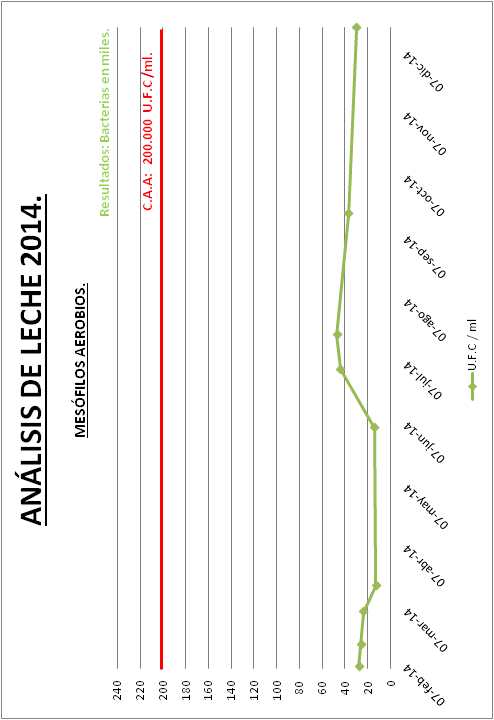 ANÁLISIS DE LECHE 2014.
MESÓFILOS AEROBIOS.
Resultados: Bacterias en miles.
C.A.A: 200.000 U.F.C /ml.
240
220
200
180
160
140
120
100
80
60
40
20
0
07-feb-14
07-mar-14
07-abr-14
07-may-14
07-jun-14
07-jul-14
07-ago-14
07-sep-14
07-oct-14
07-nov-14
07-dic-14
U.F.C / ml